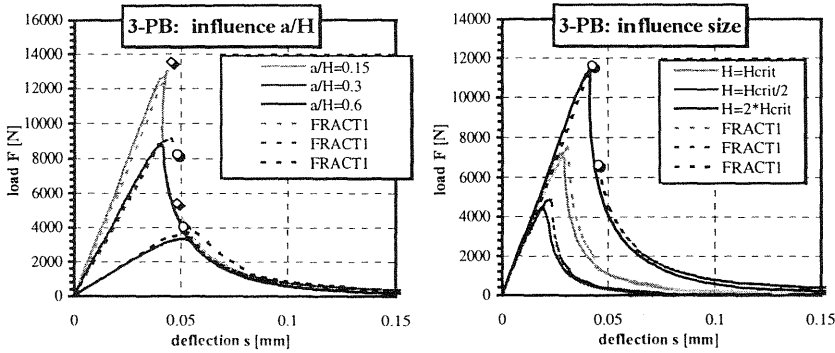 3-PB: influence a/H
16000
14000
12000
10000
8000
6000
4000
2000
0
load F [N]
a/H=0.15
a/H=0.3
a/H=0.6
FRACT1
FRACT1
FRACT1
0
0.05
0.1
0.15
deflection s [mm]
3-PB: influence size
14000
12000
10000
8000
6000
4000
2000
0
load F [N]
H=Hcrit
H=Hcrit/2
H=2*Hcrit
FRACT1
FRACT1
FRACT1
0
0.05
0.1
0.15
deflection s [mm]